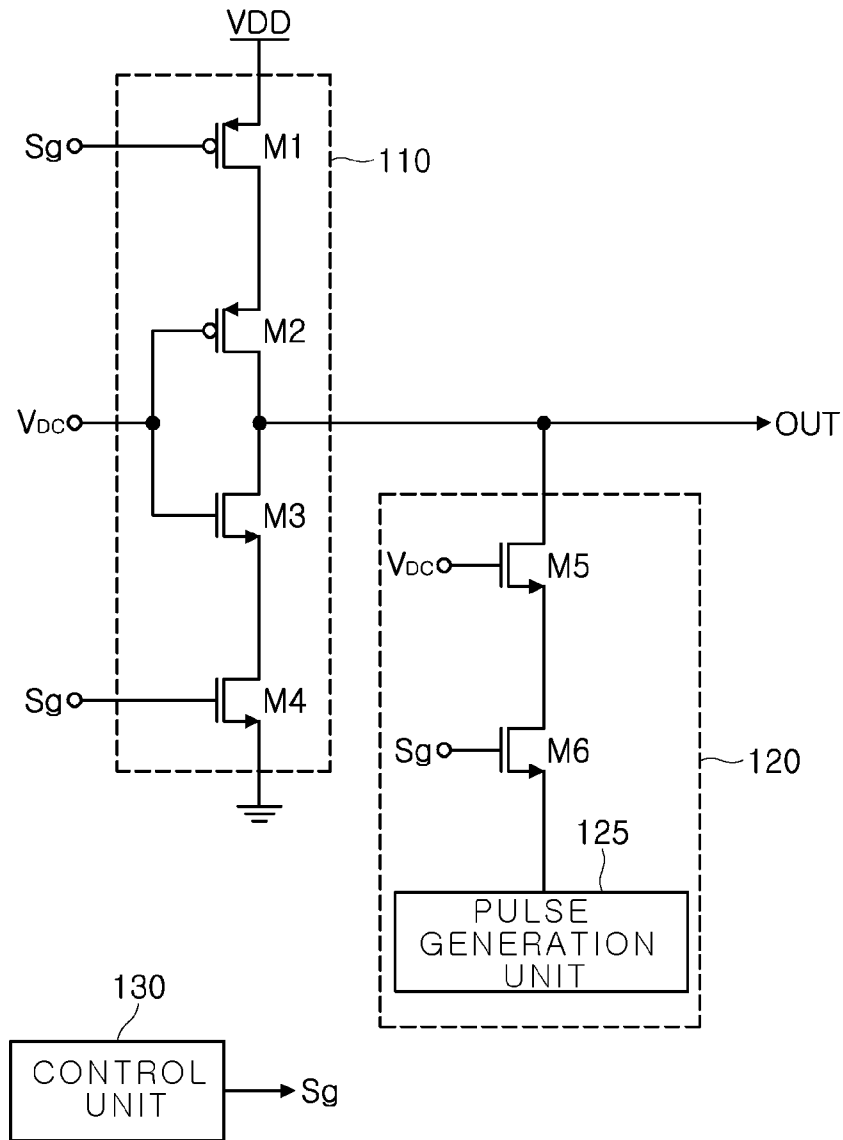 VDD
Sg
M1
110
M2
VDC
OUT
M3
VDC
M5
Sg
M4
Sg
M6
120
125
PULSE
GENERATION
UNIT
130
CONTROL
UNIT
Sg